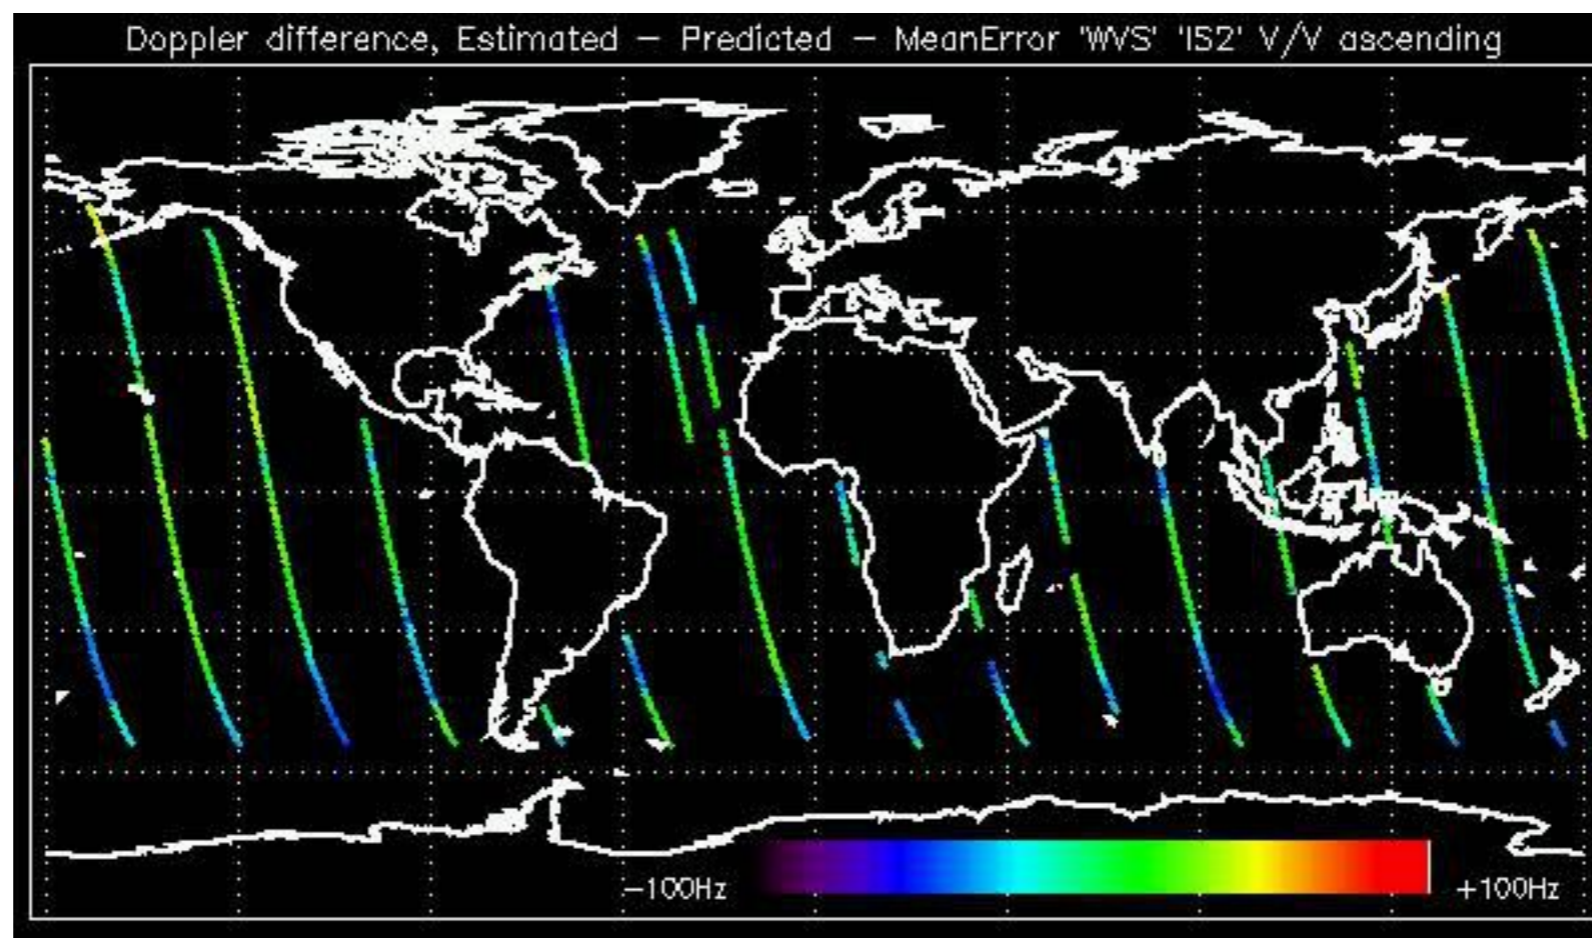 Doppler difference, Estimated − Predicted − MeanError 'WVS' 'IS2' V/V ascending
−100Hz
+100Hz